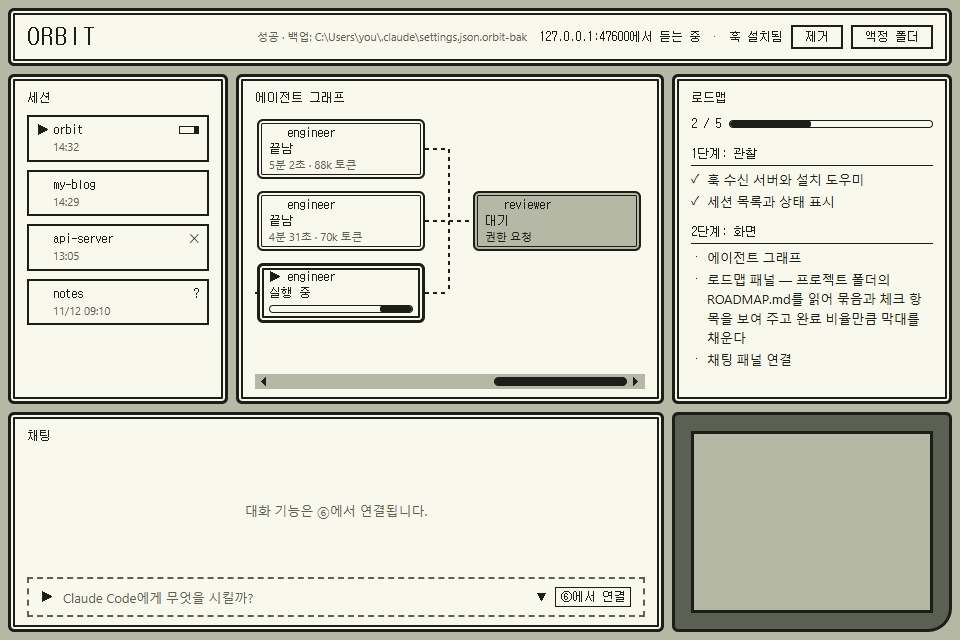 ORBIT
성공 · 백업: C:\Users\you\.claude\settings.json.orbit-bak
127.0.0.1:47600에서 듣는 중 · 훅 설치됨
제거
액정 폴더
세션
▶ orbit
14:32
my-blog
14:29
api-server ×
13:05
notes ?
11/12 09:10
에이전트 그래프
engineer
끝남
5분 2초 · 88k 토큰
engineer
끝남
4분 31초 · 70k 토큰
▶ engineer
실행 중
reviewer
대기
권한 요청
로드맵
2 / 5
1단계: 관찰
✓ 훅 수신 서버와 설치 도우미
✓ 세션 목록과 상태 표시
2단계: 화면
· 에이전트 그래프
· 로드맵 패널 — 프로젝트 폴더의
ROADMAP.md를 읽어 묶음과 체크 항
목을 보여 주고 완료 비율만큼 막대를
채운다
· 채팅 패널 연결
채팅
대화 기능은 ⑥에서 연결됩니다.
▶ Claude Code에게 무엇을 시킬까?
▼ ⑥에서 연결